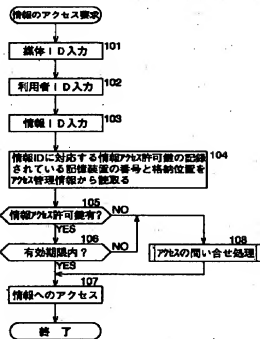 情報のアクセス要求
媒体ID入力
101
利用者ID入力
102
情報ID入力
103
情報IDに対応する情報アクセス許可鍵の記録
されている記憶装置の番号と格納位置を
アクセス管理情報から読取る
104
105
情報アクセス許可鍵有?
NO
YES
106
有効期限内?
NO
YES
108
アクセスの問い合せ処理
107
情報へのアクセス
終了